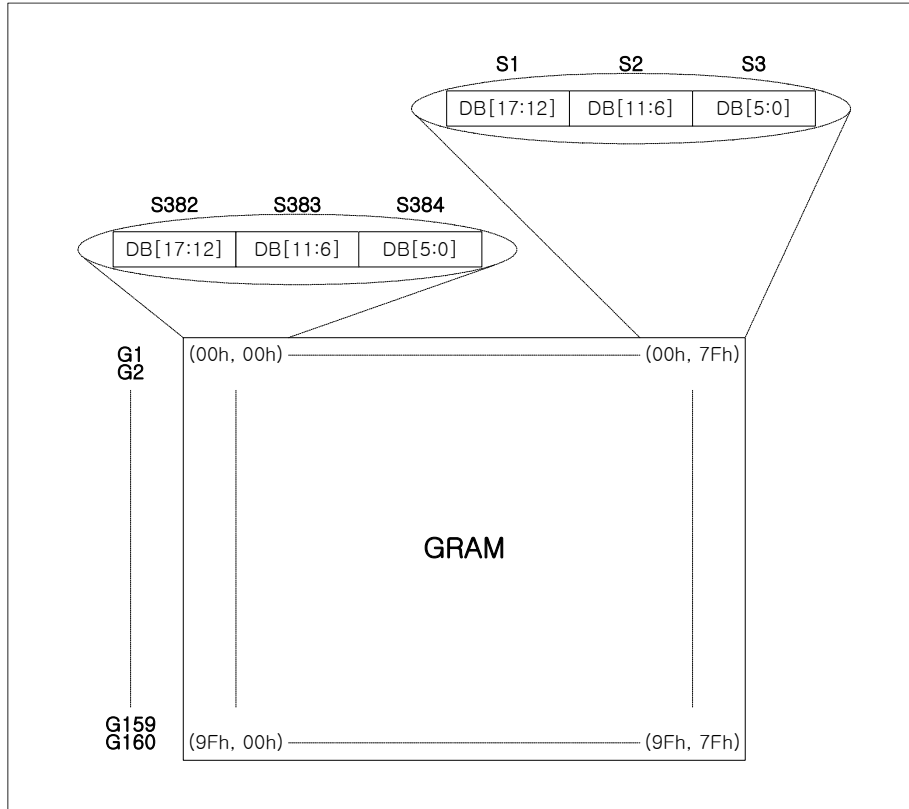 S1 S2 S3
DB[17:12] DB[11:6] DB[5:0]
S382 S383 S384
DB[17:12] DB[11:6] DB[5:0]
G1 (00h, 00h) (00h, 7Fh)
G2
GRAM
G159
G160 (9Fh, 00h) (9Fh, 7Fh)